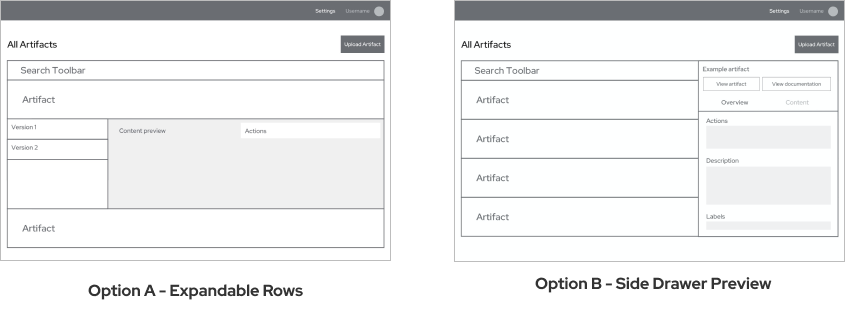 Settings Username
All Artifacts
Upload Artifact
Search Toolbar
Artifact
Version 1
Version 2
Content preview
Actions
Artifact
Option A - Expandable Rows
Settings Username
All Artifacts
Upload Artifact
Search Toolbar
Artifact
Artifact
Artifact
Artifact
Example artifact
View artifact View documentation
Overview Content
Actions
Description
Labels
Option B - Side Drawer Preview